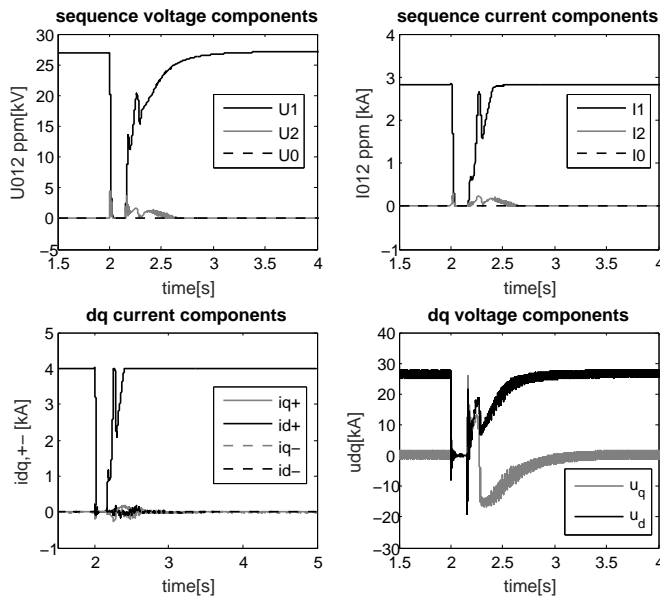 sequence voltage components
30
25
20
15
10
5
0
−5
U012 ppm[kV]
U1
U2
U0
1.5 2 2.5 3 3.5 4
time[s]
sequence current components
4
3
2
1
0
−1
I012 ppm [kA]
I1
I2
I0
1.5 2 2.5 3 3.5 4
time[s]
dq current components
5
4
3
2
1
0
−1
idq,+− [kA]
iq+
id+
iq−
id−
2 3 4 5
time[s]
dq voltage components
40
30
20
10
0
−10
−20
−30
udq[kA]
u_q
u_d
1.5 2 2.5 3 3.5 4
time[s]